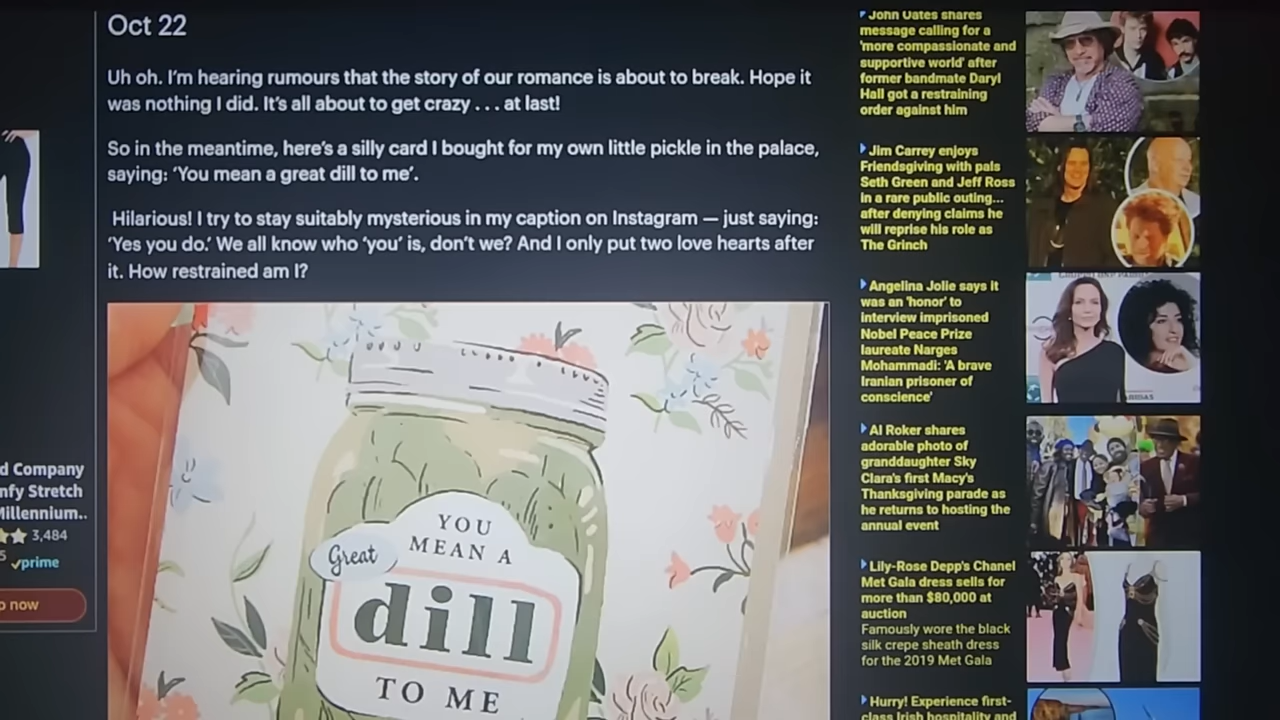 Oct 22
Uh oh. I'm hearing rumours that the story of our romance is about to break. Hope it
was nothing I did. It's all about to get crazy . . . at last!
So in the meantime, here's a silly card I bought for my own little pickle in the palace,
saying: ‘You mean a great dill to me’.
Hilarious! I try to stay suitably mysterious in my caption on Instagram — just saying:
‘Yes you do.’ We all know who ‘you’ is, don't we? And I only put two love hearts after
it. How restrained am I?
YOU
MEAN A
Great
dill
TO ME
d Company
nfy Stretch
Millennium..
3,484
5 prime
p now
John Oates shares
message calling for a
'more compassionate and
supportive world' after
former bandmate Daryl
Hall got a restraining
order against him
Jim Carrey enjoys
Friendsgiving with pals
Seth Green and Jeff Ross
in a rare public outing...
after denying claims he
will reprise his role as
The Grinch
Angelina Jolie says it
was an 'honor' to
interview imprisoned
Nobel Peace Prize
laureate Narges
Mohammadi: 'A brave
Iranian prisoner of
conscience'
Al Roker shares
adorable photo of
granddaughter Sky
Clara's first Macy's
Thanksgiving parade as
he returns to hosting the
annual event
Lily-Rose Depp's Chanel
Met Gala dress sells for
more than $80,000 at
auction
Famously wore the black
silk crepe sheath dress
for the 2019 Met Gala
Hurry! Experience first-
class Irish hospitality and